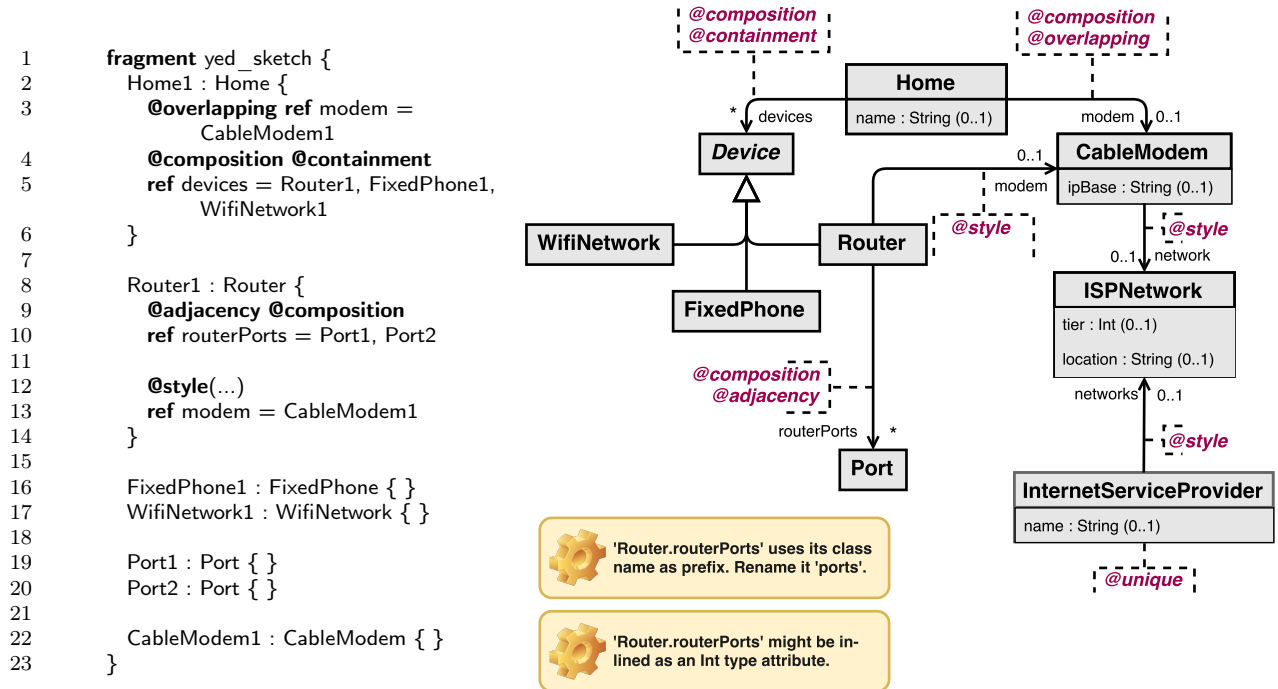 1 fragment yed_sketch {
2 Home1 : Home {
3 @overlapping ref modem =
CableModem1
4 @composition @containment
5 ref devices = Router1, FixedPhone1,
WifiNetwork1
6 }
7
8 Router1 : Router {
9 @adjacency @composition
10 ref routerPorts = Port1, Port2
11
12 @style(...)
13 ref modem = CableModem1
14 }
15
16 FixedPhone1 : FixedPhone { }
17 WifiNetwork1 : WifiNetwork { }
18
19 Port1 : Port { }
20 Port2 : Port { }
21
22 CableModem1 : CableModem { }
23 }
@composition
@containment
@composition
@overlapping
Home
name : String (0..1)
* devices
modem 0..1
Device
CableModem
ipBase : String (0..1)
0..1
modem
@style
@style
WifiNetwork
Router
FixedPhone
0..1 network
ISPNetwork
tier : Int (0..1)
location : String (0..1)
@composition
@adjacency
routerPorts *
Port
networks 0..1
@style
InternetServiceProvider
name : String (0..1)
@unique
'Router.routerPorts' uses its class
name as prefix. Rename it 'ports'.
'Router.routerPorts' might be in-
lined as an Int type attribute.